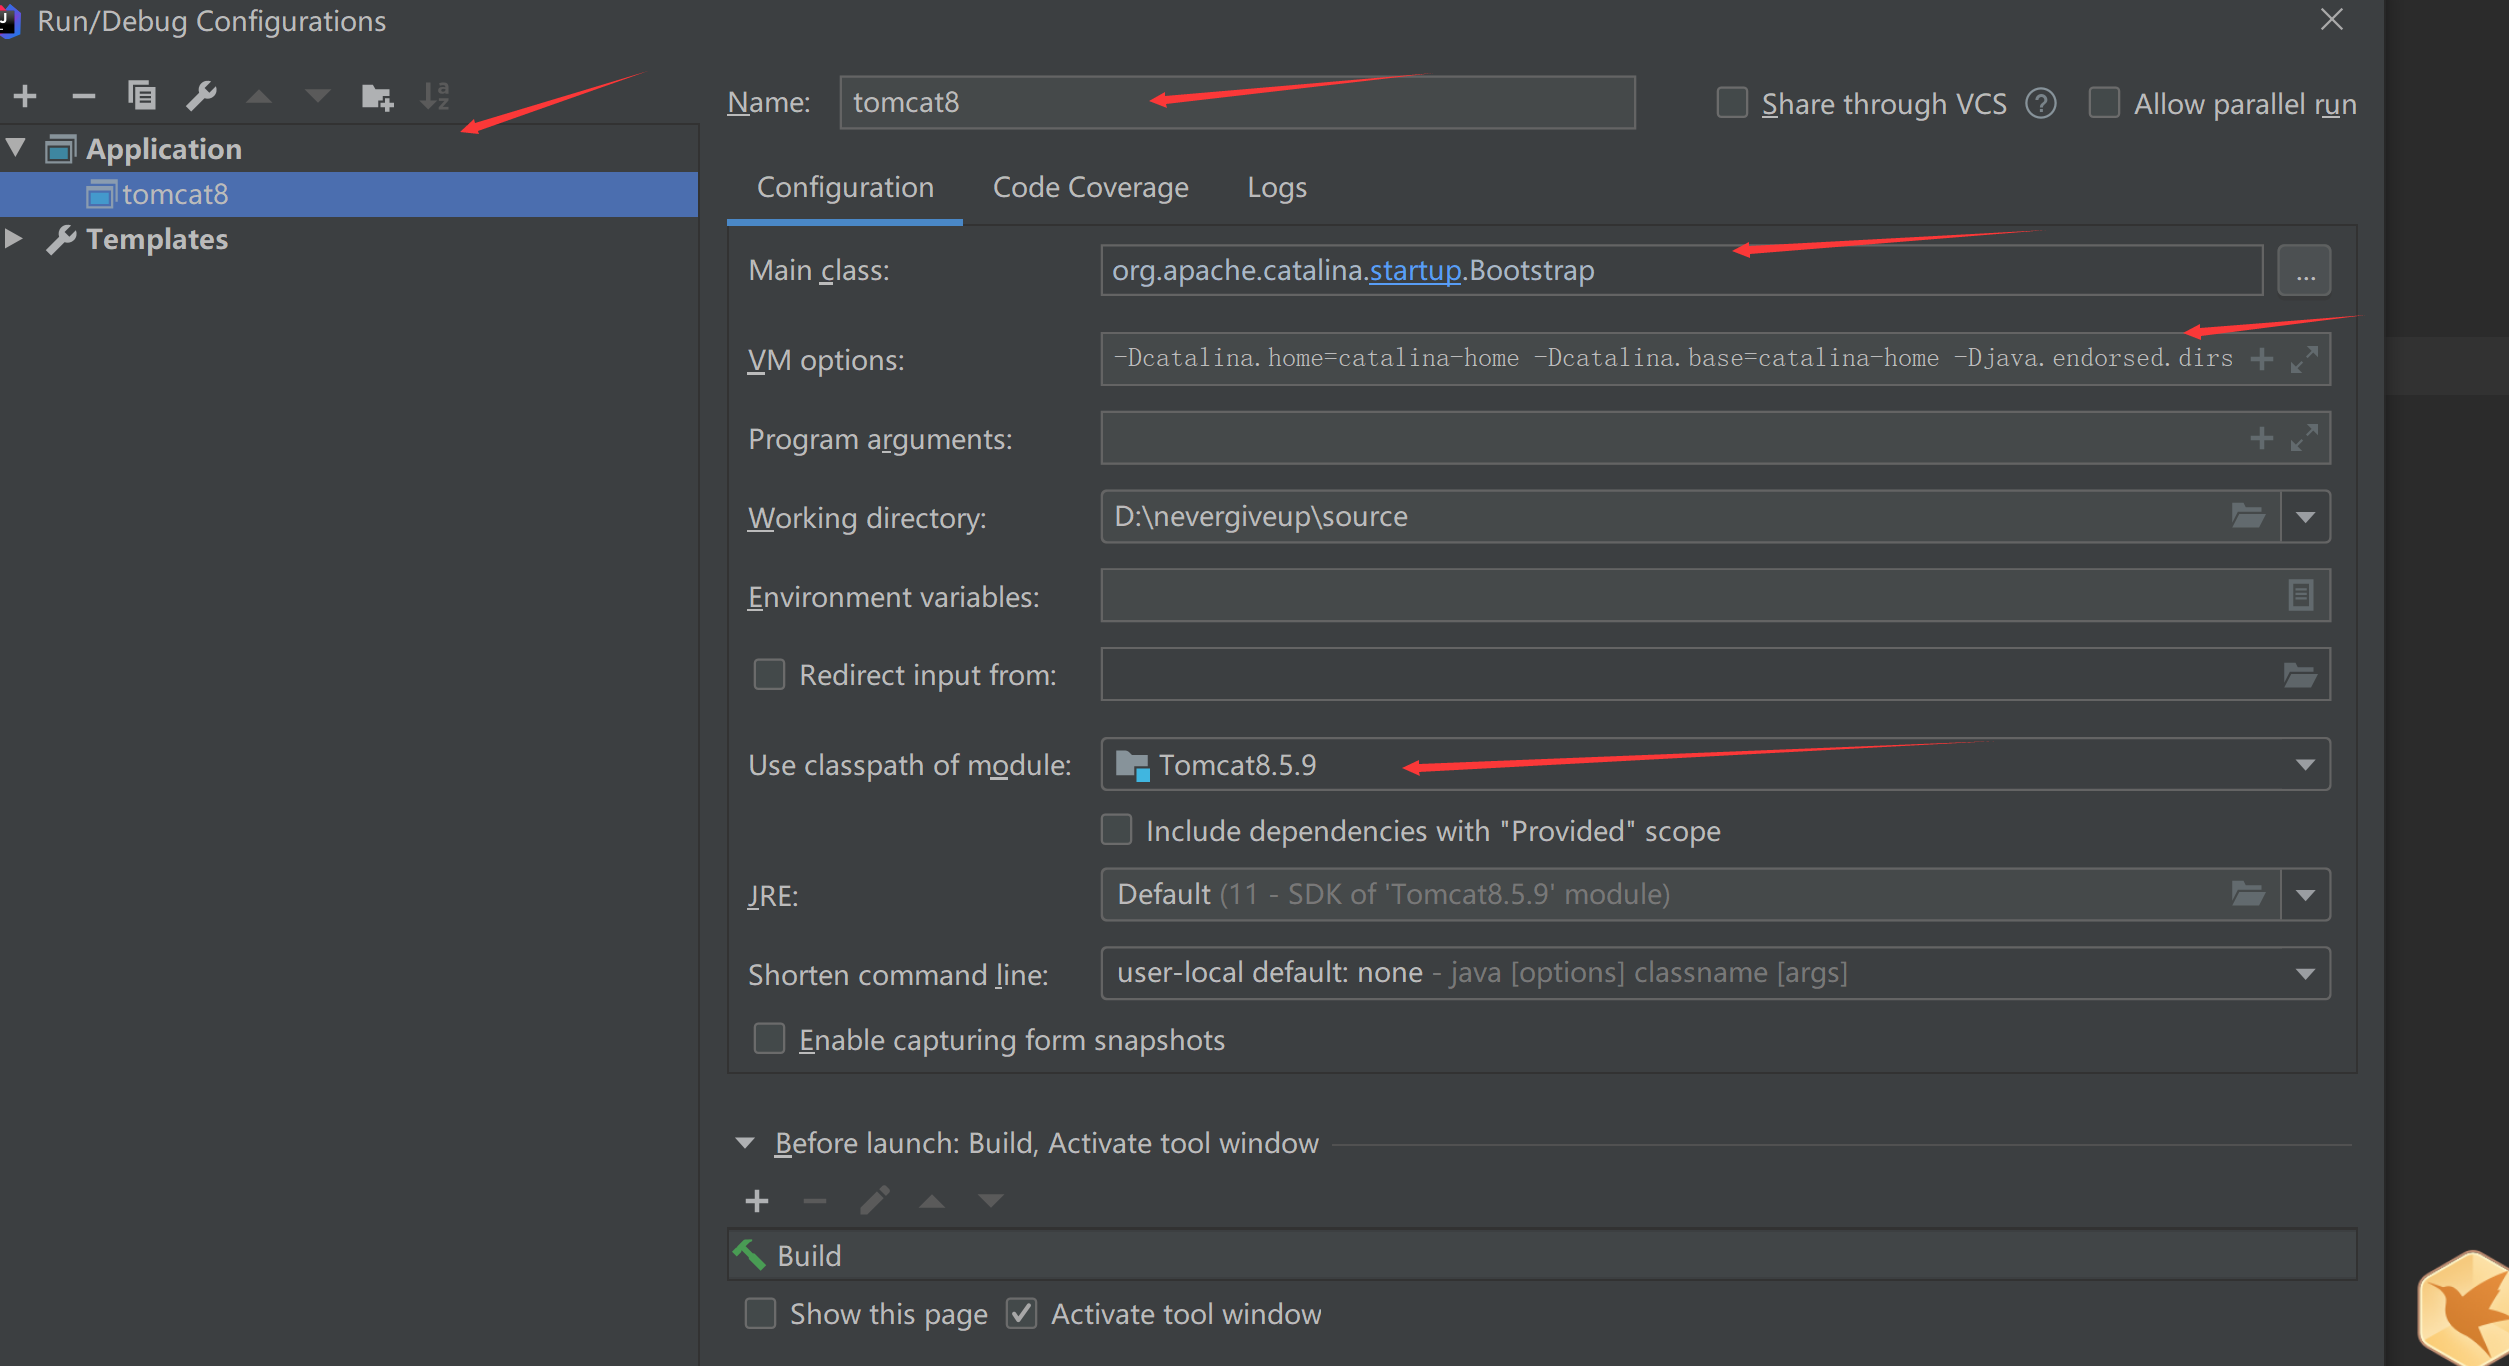 Run/Debug Configurations
Application
tomcat8
Templates
Name: tomcat8
Share through VCS
Allow parallel run
Configuration Code Coverage Logs
Main class: org.apache.catalina.startup.Bootstrap ...
VM options: -Dcatalina.home=catalina-home -Dcatalina.base=catalina-home -Djava.endorsed.dirs
Program arguments:
Working directory: D:\nevergiveup\source
Environment variables:
Redirect input from:
Use classpath of module: Tomcat8.5.9
Include dependencies with "Provided" scope
JRE: Default (11 - SDK of 'Tomcat8.5.9' module)
Shorten command line: user-local default: none - java [options] classname [args]
Enable capturing form snapshots
Before launch: Build, Activate tool window
Build
Show this page Activate tool window